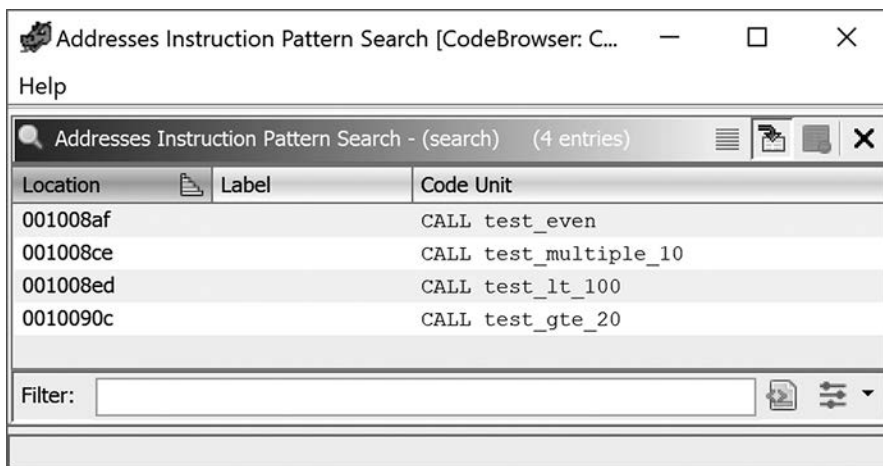 Addresses Instruction Pattern Search [CodeBrowser: C...
Help
Addresses Instruction Pattern Search - (search) (4 entries)
Location Label Code Unit
001008af CALL test_even
001008ce CALL test_multiple_10
001008ed CALL test_lt_100
0010090c CALL test_gte_20
Filter: